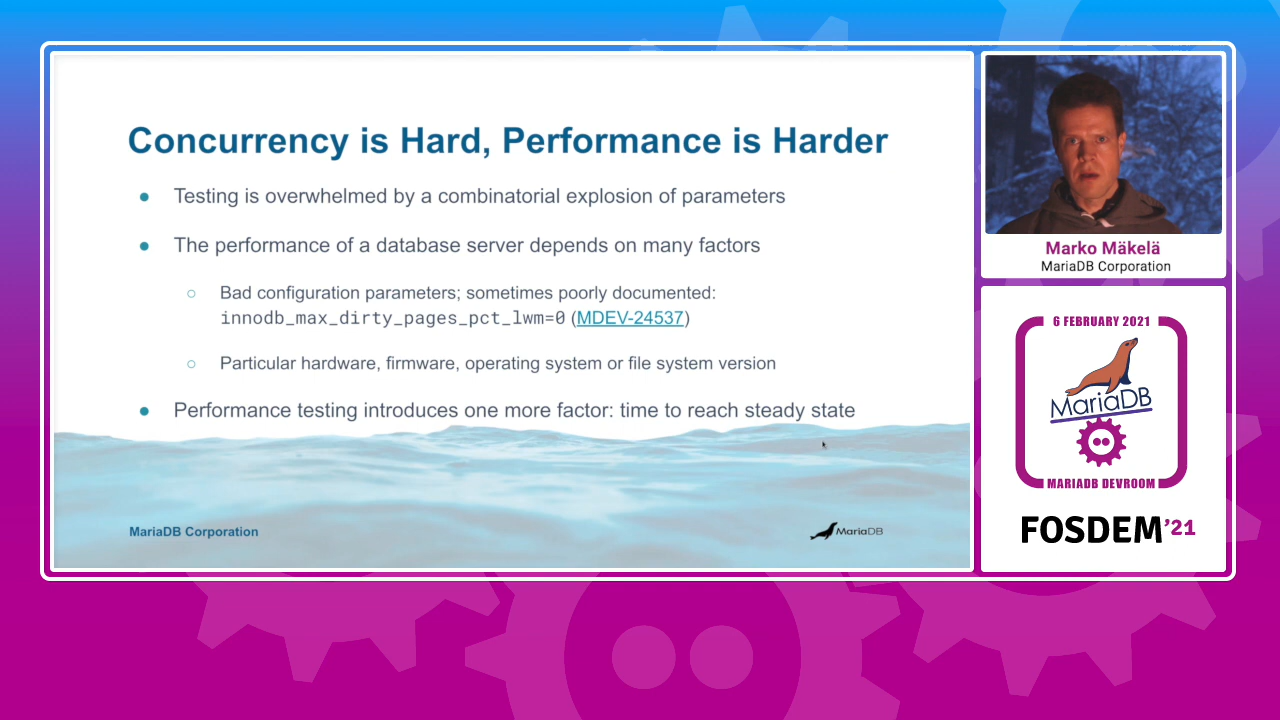 Concurrency is Hard, Performance is Harder
Testing is overwhelmed by a combinatorial explosion of parameters
The performance of a database server depends on many factors
Bad configuration parameters; sometimes poorly documented:
innodb_max_dirty_pages_pct_lwm=0 (MDEV-24537)
Particular hardware, firmware, operating system or file system version
Performance testing introduces one more factor: time to reach steady state
MariaDB Corporation
MariaDB
Marko Mäkelä
MariaDB Corporation
6 FEBRUARY 2021
MariaDB
MARIADB DEVROOM
FOSDEM'21